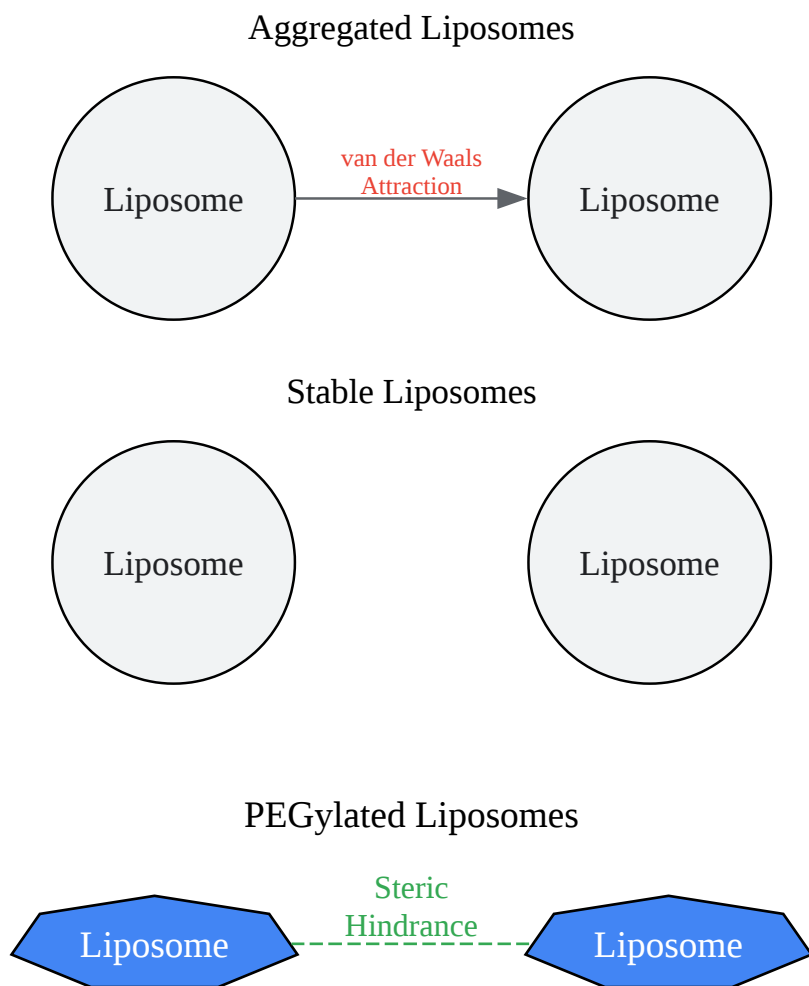 Aggregated Liposomes
van der Waals
Attraction
Liposome
Liposome
Stable Liposomes
Liposome
Liposome
PEGylated Liposomes
Steric
Hindrance
Liposome
Liposome